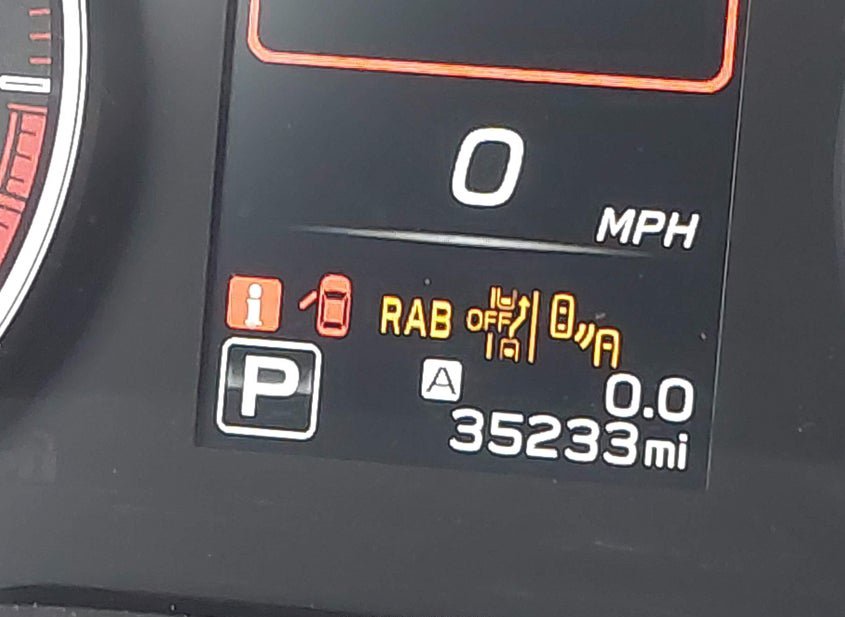 0
MPH
i
RAB OFF A
P A 0.0
35233mi